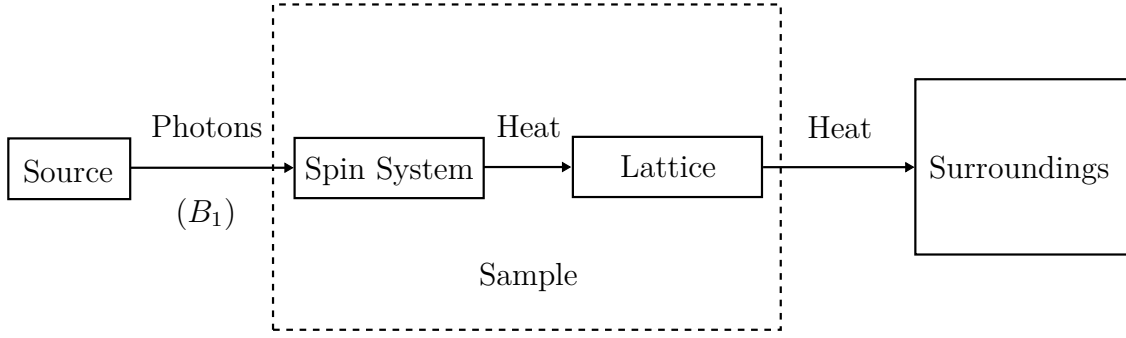 Photons
Heat
Heat
Source
Spin System
Lattice
Surroundings
(B₁)
Sample